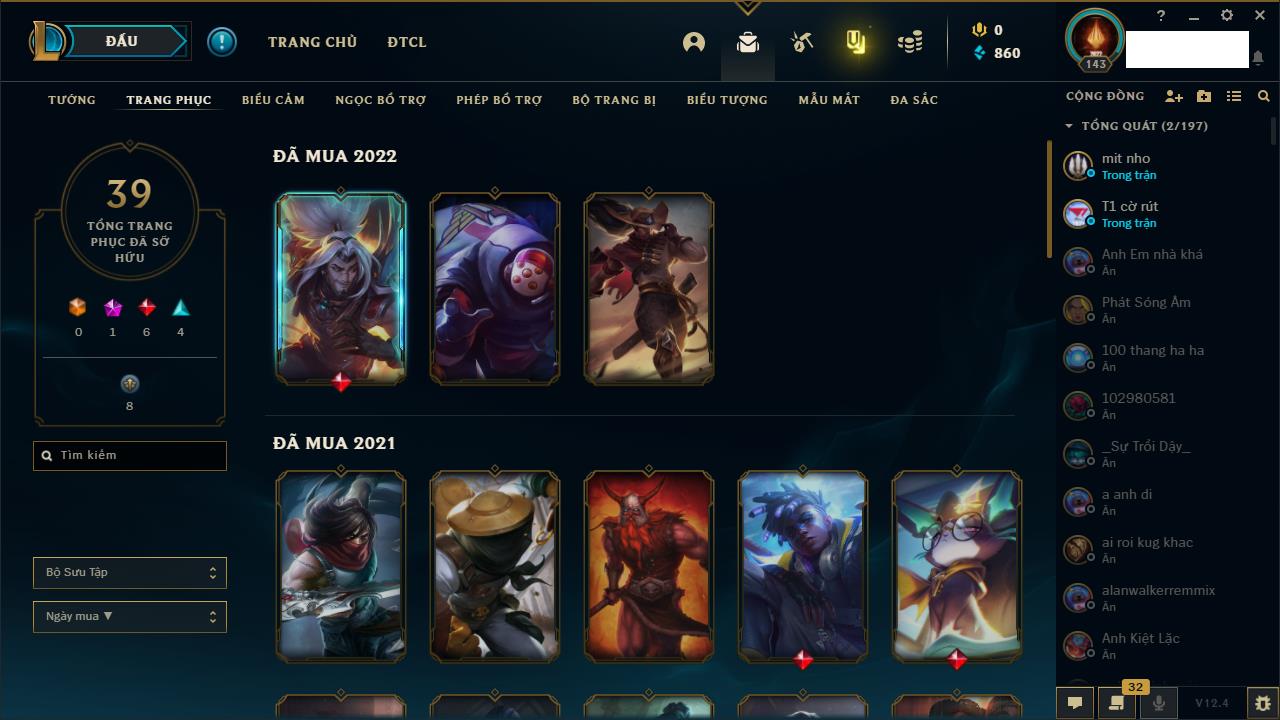 ĐẤU
TRANG CHỦ
ĐTCL
0
860
?
143
TƯỚNG
TRANG PHỤC
BIỂU CẢM
NGỌC BỔ TRỢ
PHÉP BỔ TRỢ
BỘ TRANG BỊ
BIỂU TƯỢNG
MẪU MẮT
ĐA SẮC
39
TỔNG TRANG
PHỤC ĐÃ SỞ
HỮU
0
1
6
4
8
Tìm kiếm
Bộ Sưu Tập
Ngày mua ▼
ĐÃ MUA 2022
ĐÃ MUA 2021
CỘNG ĐỒNG
TỔNG QUÁT (2/197)
mit nho
Trong trận
T1 cờ rút
Trong trận
Anh Em nhà khá
Ẩn
Phát Sóng Âm
Ẩn
100 thang ha ha
Ẩn
102980581
Ẩn
_Sự Trổi Dậy_
Ẩn
a anh di
Ẩn
ai roi kug khac
Ẩn
alanwalkerremmix
Ẩn
Anh Kiệt Lặc
Ẩn
32
V12.4